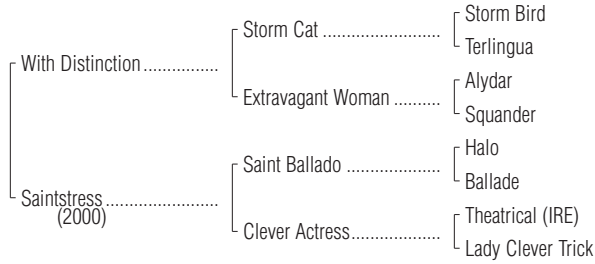 Storm Bird
Storm Cat ........................
Terlingua
With Distinction ...............
Alydar
Extravagant Woman ..........
Squander
Halo
Saint Ballado ...................
Ballade
Saintstress .......................
(2000)
Theatrical (IRE)
Clever Actress..................
Lady Clever Trick